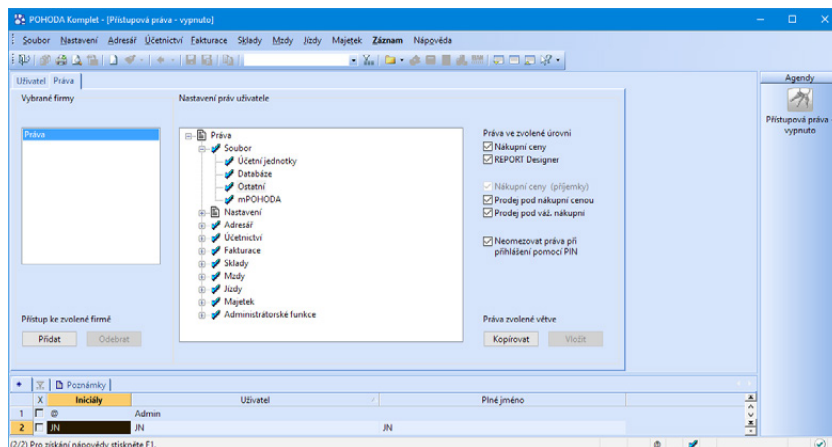 POHODA Komplet - [Přístupová práva - vypnuto]
Soubor Nastavení Adresář Účetnictví Fakturace Sklady Mzdy Jízdy Majetek Záznam Nápověda
Uživatel Práva
Agendy
Přístupová práva - vypnuto
Vybrané firmy
Práva
Přístup ke zvolené firmě
Přidat Odebrat
Nastavení práv uživatele
Práva
Soubor
Účetní jednotky
Databáze
Ostatní
mPOHODA
Nastavení
Adresář
Účetnictví
Fakturace
Sklady
Mzdy
Jízdy
Majetek
Administrátorské funkce
Práva ve zvolené úrovni
Nákupní ceny
REPORT Designer
Nákupní ceny (příjemky)
Prodej pod nákupní cenou
Prodej pod váž. nákupní
Neomezovat práva při
přihlášení pomocí PIN
Práva zvolené větve
Kopírovat Vložit
Poznámky
X Iniciály Uživatel Plné jméno
1 @ Admin
2 JN JN JN
(2/2) Pro získání nápovědy stiskněte F1.